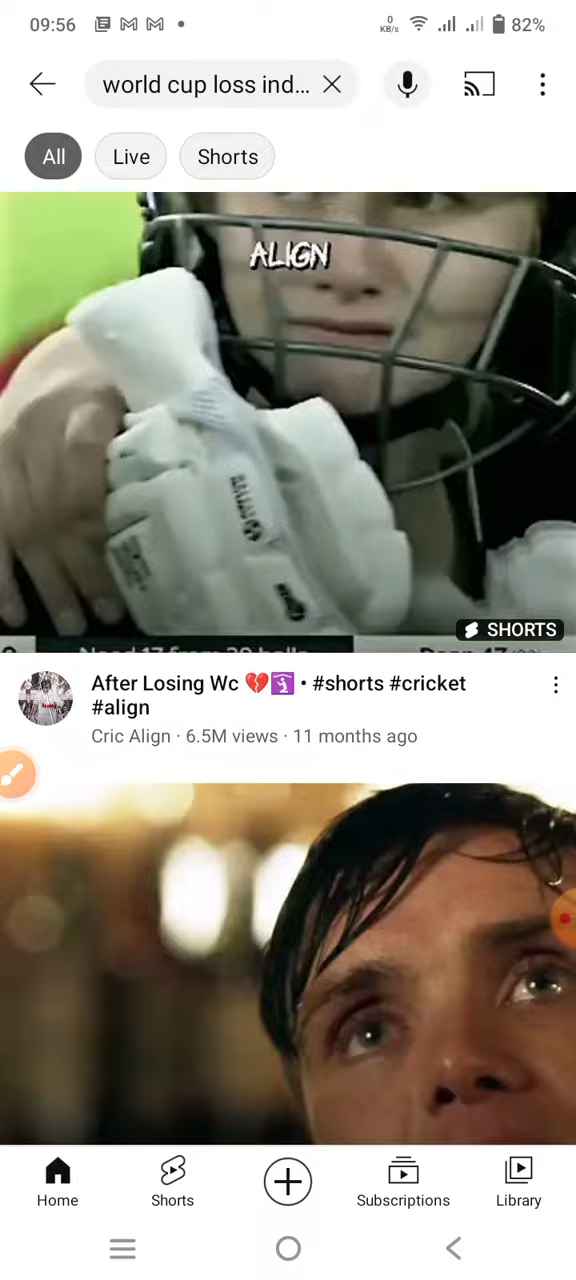 09:56 0 KB/s 82%
world cup loss ind...
All Live Shorts
ALIGN
SHORTS
After Losing Wc 💔🛐 • #shorts #cricket
#align
Cric Align · 6.5M views · 11 months ago
Home Shorts Subscriptions Library